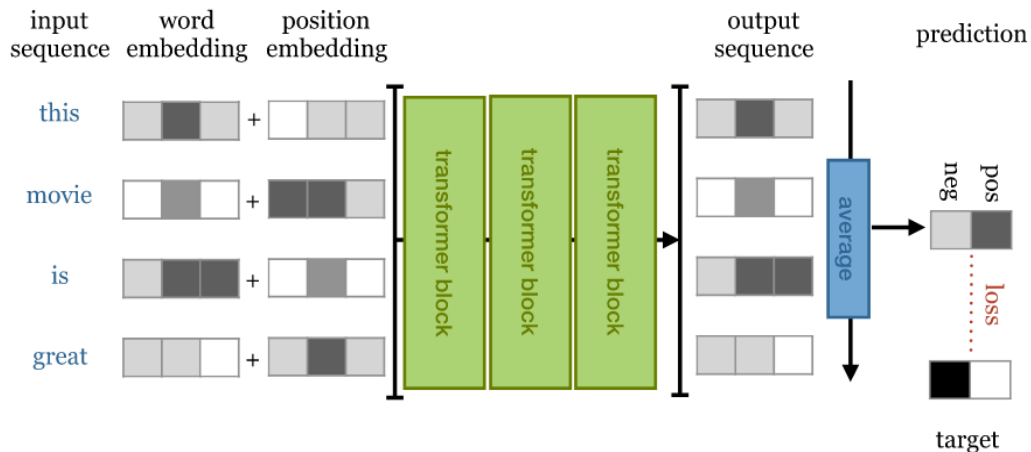 input sequence
word embedding
position embedding
output sequence
prediction
this
+
movie
+
is
+
great
+
transformer block
transformer block
transformer block
average
neg
pos
loss
target